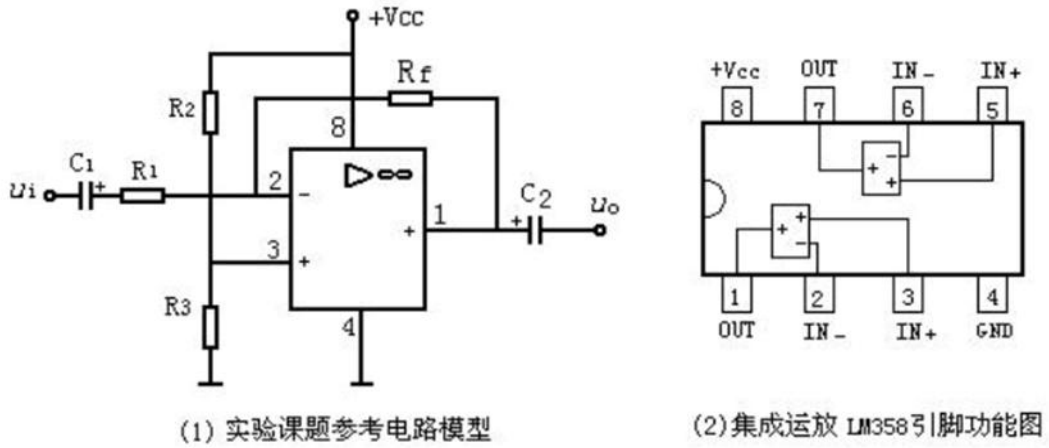 +Vcc
Rf
R2
8
C1
+
R1
ui
2
-
▷∞
1
+
+
C2
uo
3
+
R3
4
(1) 实验课题参考电路模型
+Vcc OUT IN- IN+
8 7 6 5
- + +
+ + -
1 2 3 4
OUT IN- IN+ GND
(2)集成运放 LM358引脚功能图